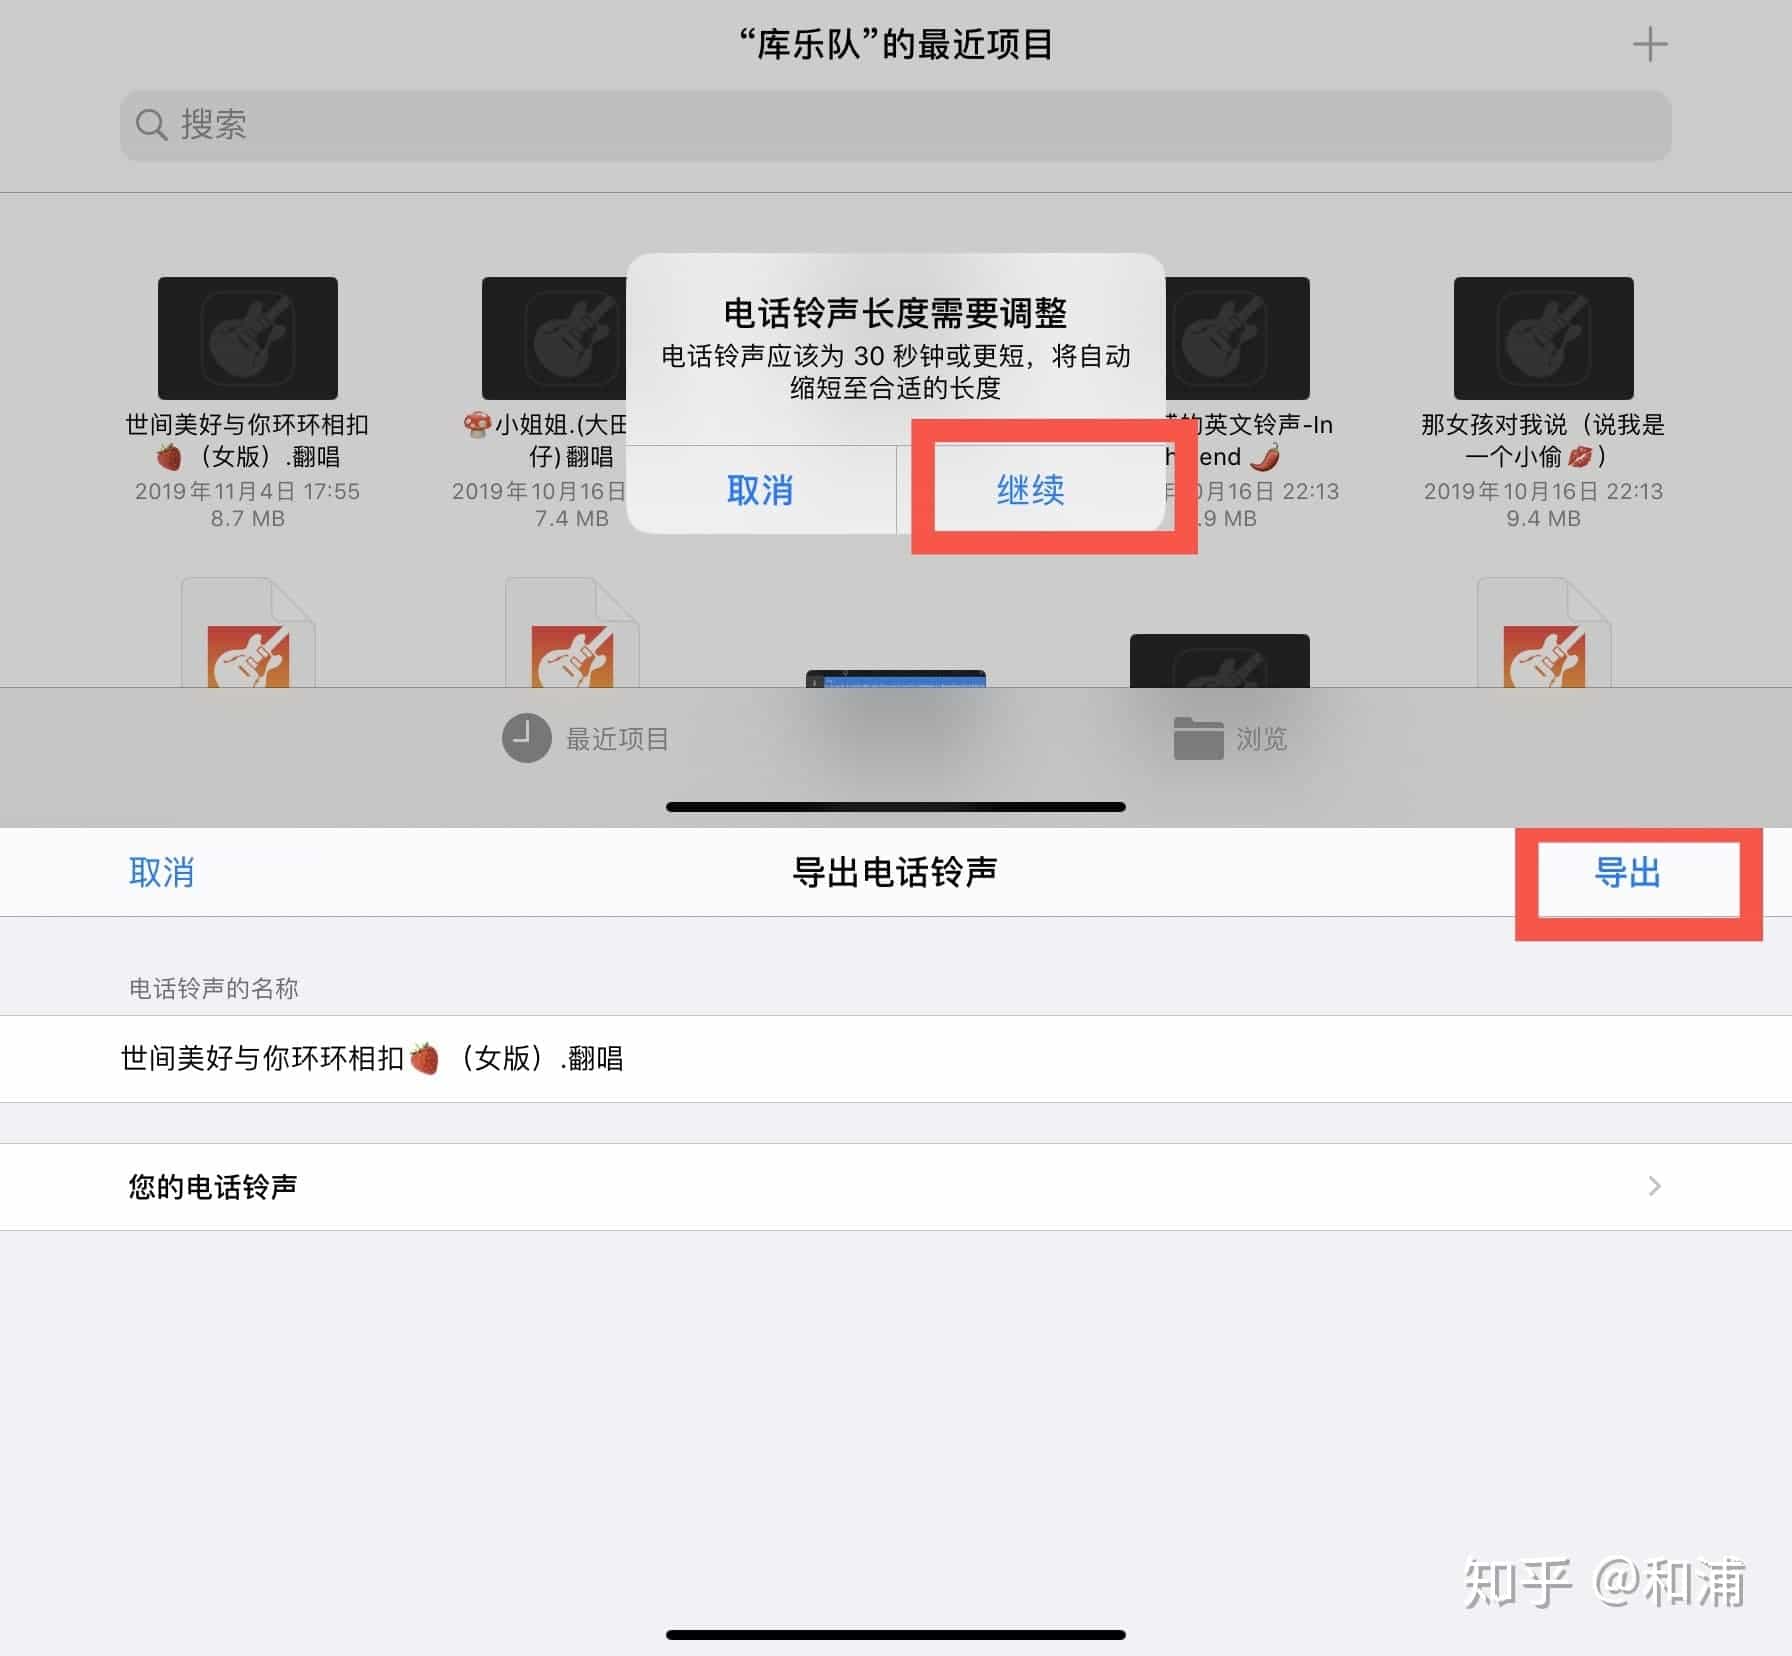 “库乐队”的最近项目
搜索
电话铃声长度需要调整
电话铃声应该为 30 秒钟或更短，将自动
缩短至合适的长度
取消
继续
世间美好与你环环相扣
🍓（女版）.翻唱
2019年11月4日 17:55
8.7 MB
🍄小姐姐.(大田
仔) 翻唱
2019年10月16日
7.4 MB
的英文铃声-In
end 🌶️
月16日 22:13
.9 MB
那女孩对我说（说我是
一个小偷💋）
2019年10月16日 22:13
9.4 MB
最近项目
浏览
取消
导出电话铃声
导出
电话铃声的名称
世间美好与你环环相扣🍓（女版）.翻唱
您的电话铃声
知乎 @和浦